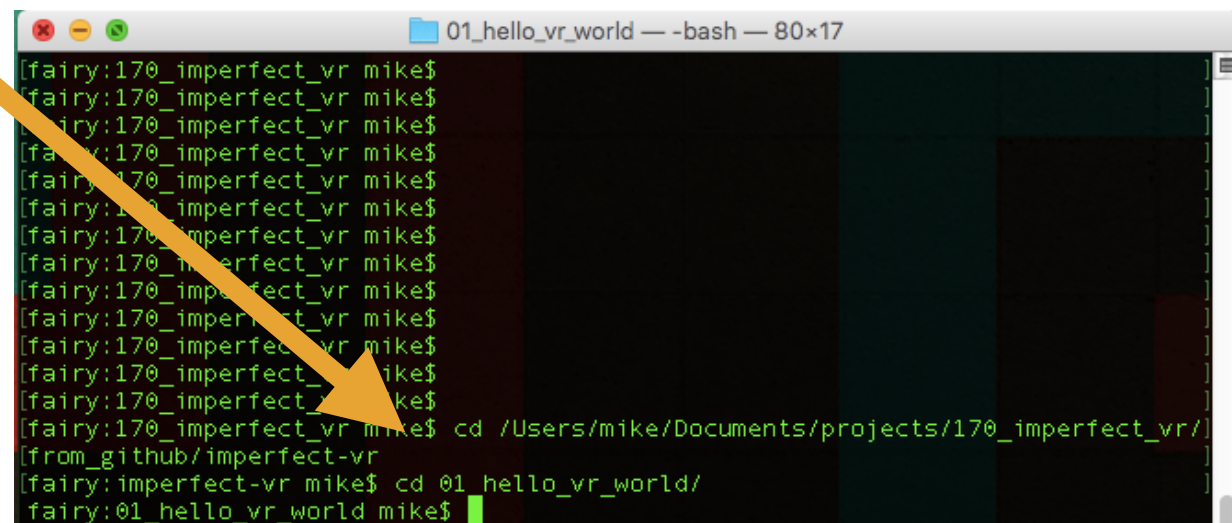 01_hello_vr_world — -bash — 80×17
[fairy:170_imperfect_vr mike$ ]
[fairy:170_imperfect_vr mike$ ]
[fairy:170_imperfect_vr mike$ ]
[fairy:170_imperfect_vr mike$ ]
[fairy:170_imperfect_vr mike$ ]
[fairy:170_imperfect_vr mike$ ]
[fairy:170_imperfect_vr mike$ ]
[fairy:170_imperfect_vr mike$ ]
[fairy:170_imperfect_vr mike$ ]
[fairy:170_imperfect_vr mike$ ]
[fairy:170_imperfect_vr mike$ ]
[fairy:170_imperfect_vr mike$ ]
[fairy:170_imperfect_vr mike$ ]
[fairy:170_imperfect_vr mike$ cd /Users/mike/Documents/projects/170_imperfect_vr/]
[from_github/imperfect-vr ]
[fairy:imperfect-vr mike$ cd 01_hello_vr_world/ ]
fairy:01_hello_vr_world mike$